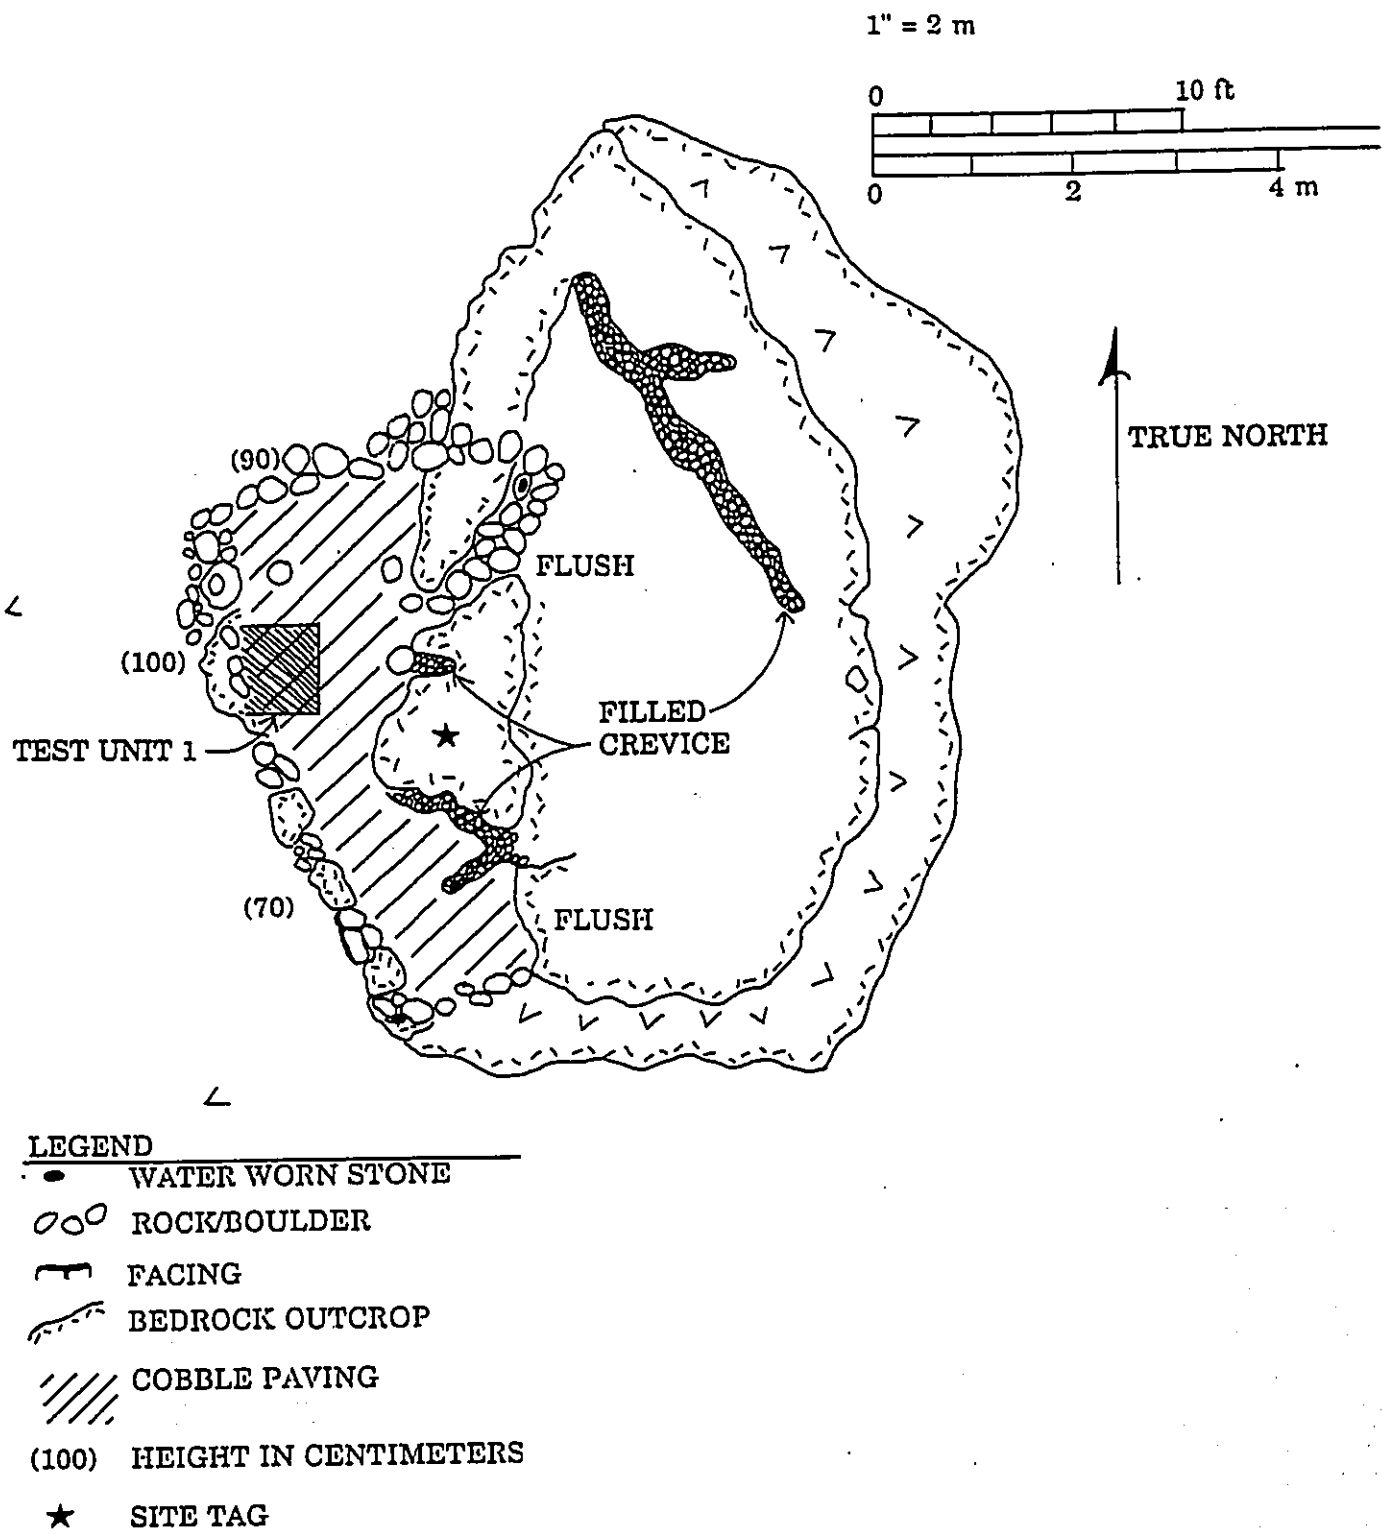 1" = 2 m
0 10 ft
0 2 4 m
TRUE NORTH
(90)
FLUSH
(100)
FILLED
CREVICE
TEST UNIT 1
(70)
FLUSH
LEGEND
WATER WORN STONE
ROCK/BOULDER
FACING
BEDROCK OUTCROP
COBBLE PAVING
(100) HEIGHT IN CENTIMETERS
SITE TAG